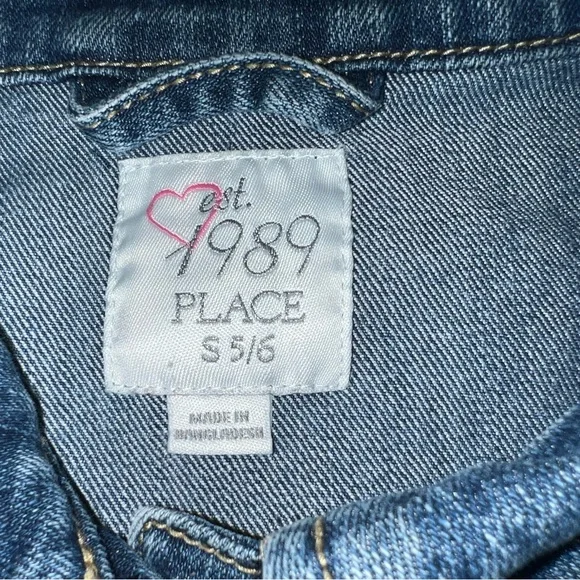 est.
1989
PLACE
S 5/6
MADE IN
BANGLADESH